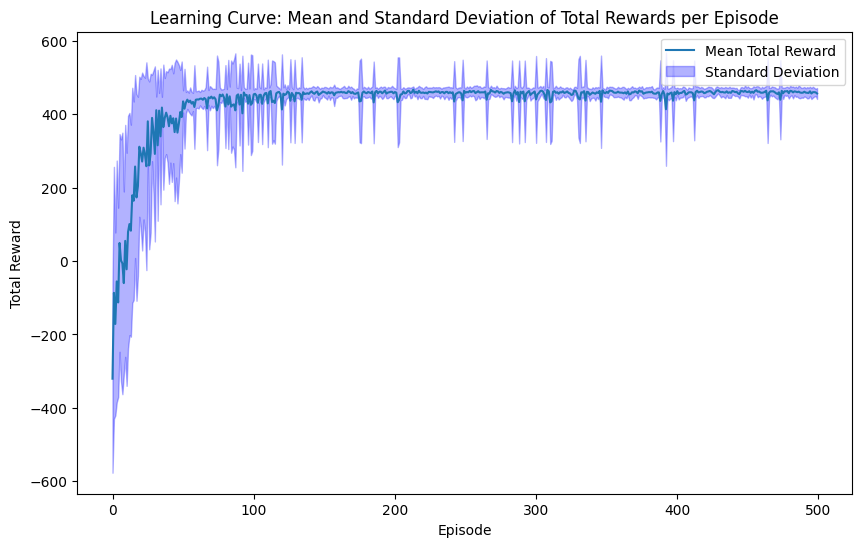 Learning Curve: Mean and Standard Deviation of Total Rewards per Episode
600
400
200
0
−200
−400
−600
Total Reward
Mean Total Reward
Standard Deviation
0
100
200
300
400
500
Episode